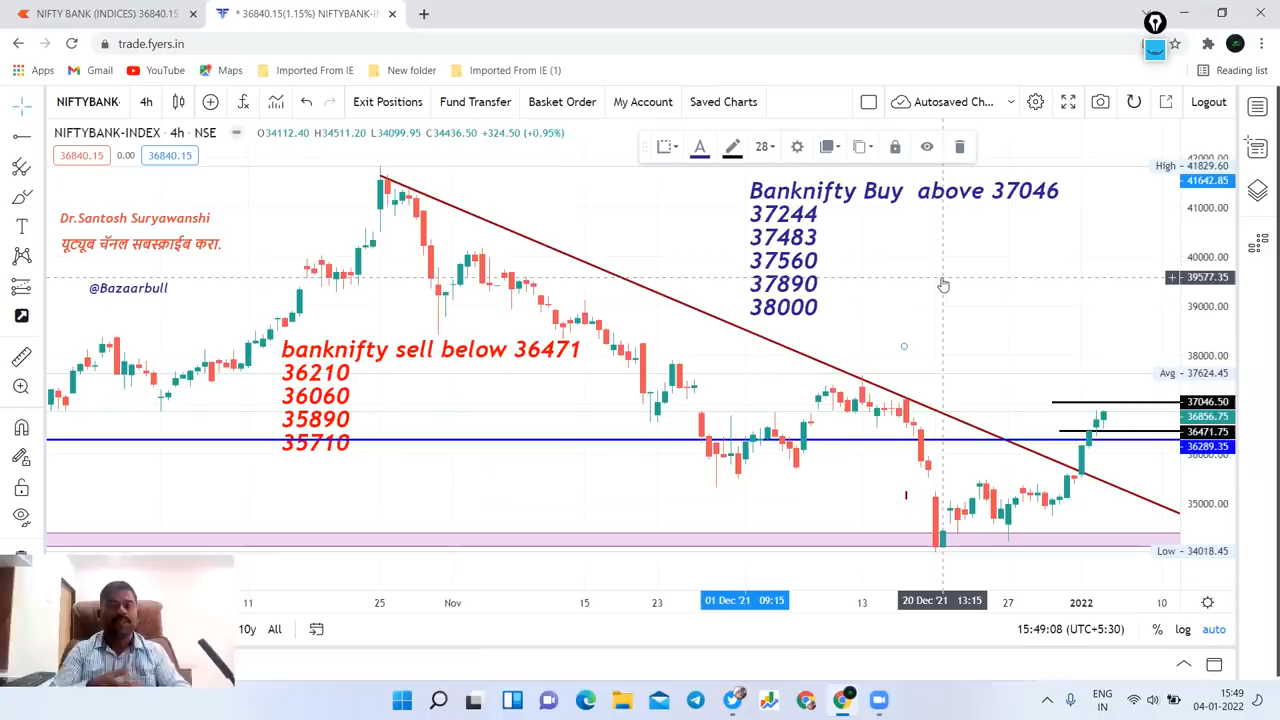 NIFTY BANK (INDICES) 36840.15
* 36840.15(1.15%) NIFTYBANK-IN
trade.fyers.in
Apps Gmail YouTube Maps Imported From IE New folder Imported From IE (1) Reading list
NIFTYBANK- 4h Exit Positions Fund Transfer Basket Order My Account Saved Charts Autosaved Ch... Logout
NIFTYBANK-INDEX · 4h · NSE O34112.40 H34511.20 L34099.95 C34436.50 +324.50 (+0.95%)
28
36840.15 0.00 36840.15
42000.00
High 41829.60
41642.85
Banknifty Buy above 37046
37244
37483
37560
37890
38000
Dr.Santosh Suryawanshi
यूट्यूब चॅनल सबस्क्राईब करा.
@Bazaarbull
41000.00
40000.00
39577.35
39000.00
banknifty sell below 36471
36210
36060
35890
35710
38000.00
Avg 37624.45
37046.50
36856.75
36471.75
36289.35
36000.00
35000.00
Low 34018.45
11 25 Nov 15 23 01 Dec '21 09:15 13 20 Dec '21 13:15 27 2022 10
10y All 15:49:08 (UTC+5:30) % log auto
ENG
IN
15:49
04-01-2022